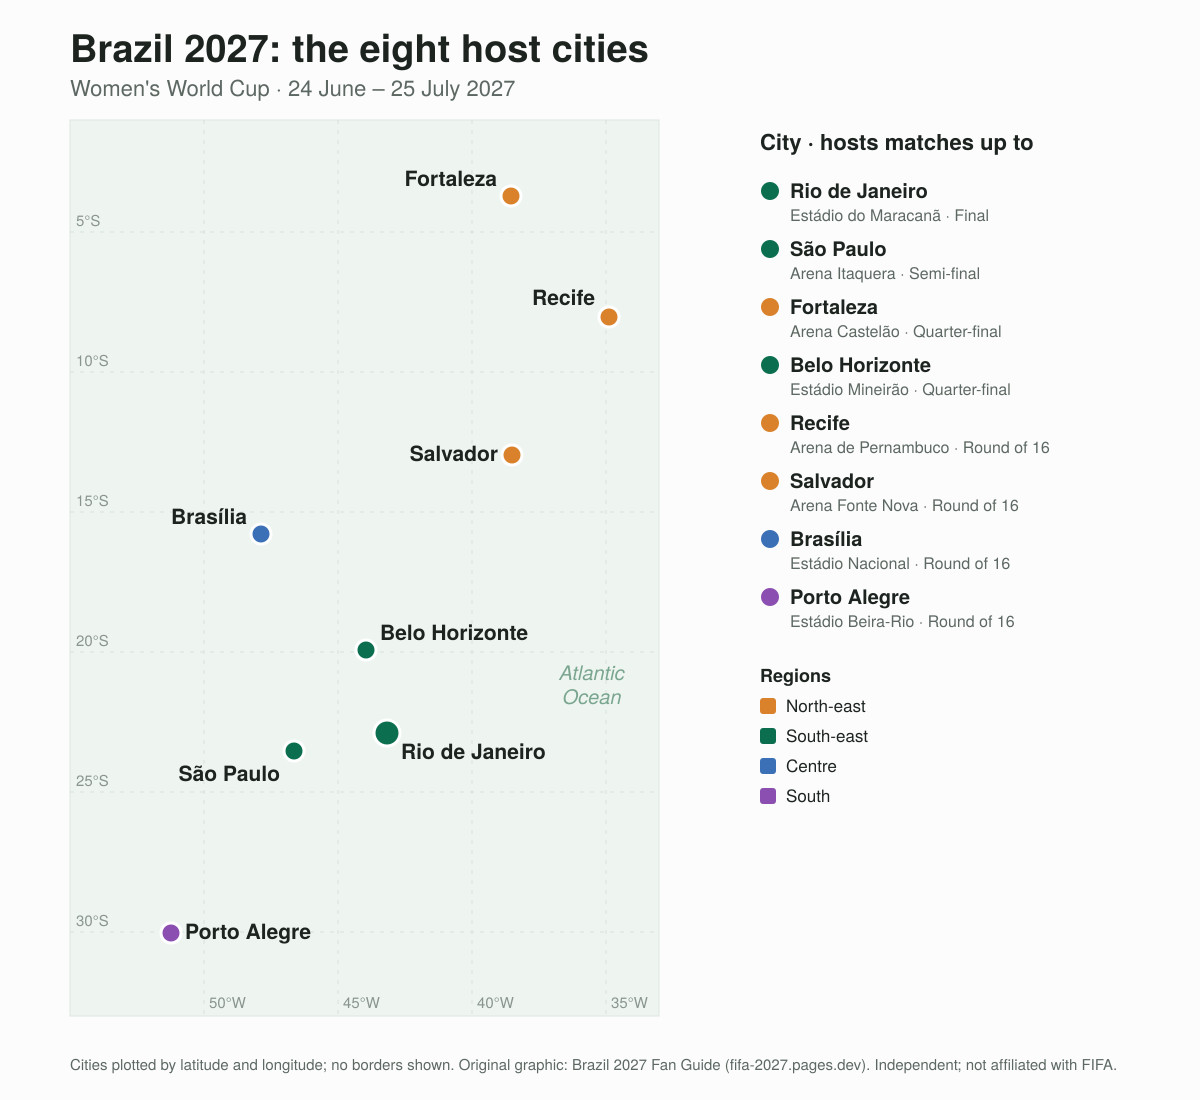 Brazil 2027: the eight host cities
Women's World Cup · 24 June – 25 July 2027
Fortaleza
5°S
Recife
10°S
Salvador
15°S
Brasília
Belo Horizonte
20°S
Atlantic
Ocean
Rio de Janeiro
São Paulo
25°S
30°S
Porto Alegre
50°W
45°W
40°W
35°W
City · hosts matches up to
Rio de Janeiro
Estádio do Maracanã · Final
São Paulo
Arena Itaquera · Semi-final
Fortaleza
Arena Castelão · Quarter-final
Belo Horizonte
Estádio Mineirão · Quarter-final
Recife
Arena de Pernambuco · Round of 16
Salvador
Arena Fonte Nova · Round of 16
Brasília
Estádio Nacional · Round of 16
Porto Alegre
Estádio Beira-Rio · Round of 16
Regions
North-east
South-east
Centre
South
Cities plotted by latitude and longitude; no borders shown. Original graphic: Brazil 2027 Fan Guide (fifa-2027.pages.dev). Independent; not affiliated with FIFA.